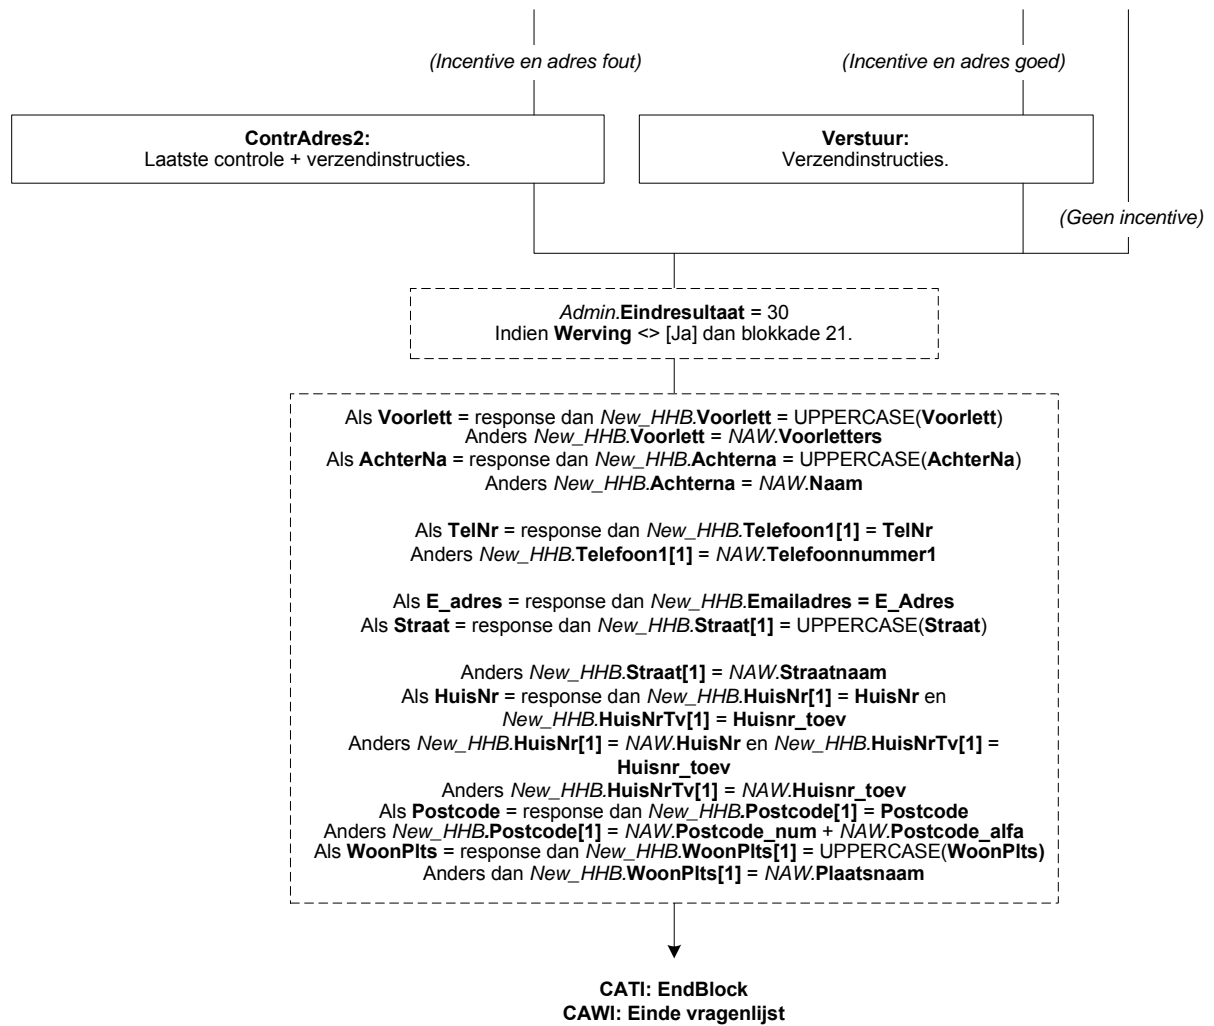 (Incentive en adres fout)
(Incentive en adres goed)
ContrAdres2:
Laatste controle + verzendinstructies.
Verstuur:
Verzendinstructies.
(Geen incentive)
Admin.Eindresultaat = 30
Indien Werving <> [Ja] dan blokkade 21.
Als Voorlett = response dan New_HHB.Voorlett = UPPERCASE(Voorlett)
Anders New_HHB.Voorlett = NAW.Voorletters
Als AchterNa = response dan New_HHB.Achterna = UPPERCASE(AchterNa)
Anders New_HHB.Achterna = NAW.Naam
Als TelNr = response dan New_HHB.Telefoon1[1] = TelNr
Anders New_HHB.Telefoon1[1] = NAW.Telefoonnummer1
Als E_adres = response dan New_HHB.Emailadres = E_Adres
Als Straat = response dan New_HHB.Straat[1] = UPPERCASE(Straat)
Anders New_HHB.Straat[1] = NAW.Straatnaam
Als HuisNr = response dan New_HHB.HuisNr[1] = HuisNr en
New_HHB.HuisNrTv[1] = Huisnr_toev
Anders New_HHB.HuisNr[1] = NAW.HuisNr en New_HHB.HuisNrTv[1] =
Huisnr_toev
Anders New_HHB.HuisNrTv[1] = NAW.Huisnr_toev
Als Postcode = response dan New_HHB.Postcode[1] = Postcode
Anders New_HHB.Postcode[1] = NAW.Postcode_num + NAW.Postcode_alfa
Als WoonPlts = response dan New_HHB.WoonPlts[1] = UPPERCASE(WoonPlts)
Anders dan New_HHB.WoonPlts[1] = NAW.Plaatsnaam
CATI: EndBlock
CAWI: Einde vragenlijst